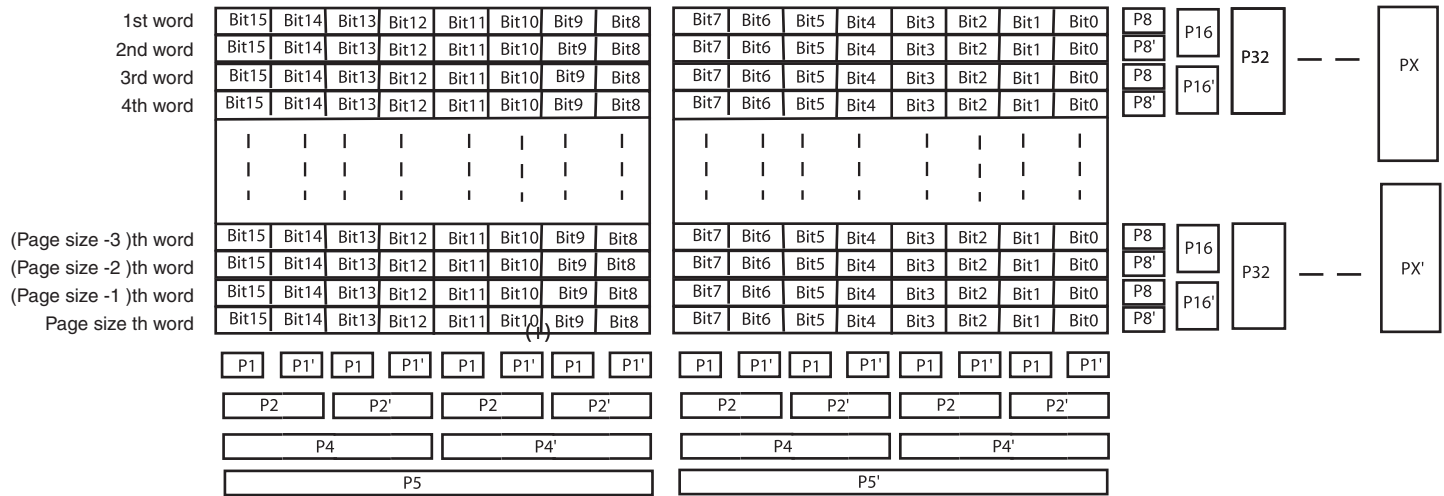 1st word Bit15 Bit14 Bit13 Bit12 Bit11 Bit10 Bit9 Bit8 Bit7 Bit6 Bit5 Bit4 Bit3 Bit2 Bit1 Bit0 P8 P16 P32 PX
2nd word Bit15 Bit14 Bit13 Bit12 Bit11 Bit10 Bit9 Bit8 Bit7 Bit6 Bit5 Bit4 Bit3 Bit2 Bit1 Bit0 P8'
3rd word Bit15 Bit14 Bit13 Bit12 Bit11 Bit10 Bit9 Bit8 Bit7 Bit6 Bit5 Bit4 Bit3 Bit2 Bit1 Bit0 P8 P16'
4th word Bit15 Bit14 Bit13 Bit12 Bit11 Bit10 Bit9 Bit8 Bit7 Bit6 Bit5 Bit4 Bit3 Bit2 Bit1 Bit0 P8'
(Page size -3 )th word Bit15 Bit14 Bit13 Bit12 Bit11 Bit10 Bit9 Bit8 Bit7 Bit6 Bit5 Bit4 Bit3 Bit2 Bit1 Bit0 P8 P16 P32 PX'
(Page size -2 )th word Bit15 Bit14 Bit13 Bit12 Bit11 Bit10 Bit9 Bit8 Bit7 Bit6 Bit5 Bit4 Bit3 Bit2 Bit1 Bit0 P8'
(Page size -1 )th word Bit15 Bit14 Bit13 Bit12 Bit11 Bit10 Bit9 Bit8 Bit7 Bit6 Bit5 Bit4 Bit3 Bit2 Bit1 Bit0 P8 P16'
Page size th word Bit15 Bit14 Bit13 Bit12 Bit11 Bit10 Bit9 Bit8 Bit7 Bit6 Bit5 Bit4 Bit3 Bit2 Bit1 Bit0 P8'
P1 P1' P1 P1' P1 P1' P1 P1' P1 P1' P1 P1' P1 P1' P1 P1'
P2 P2' P2 P2' P2 P2' P2 P2'
P4 P4' P4 P4'
P5 P5'